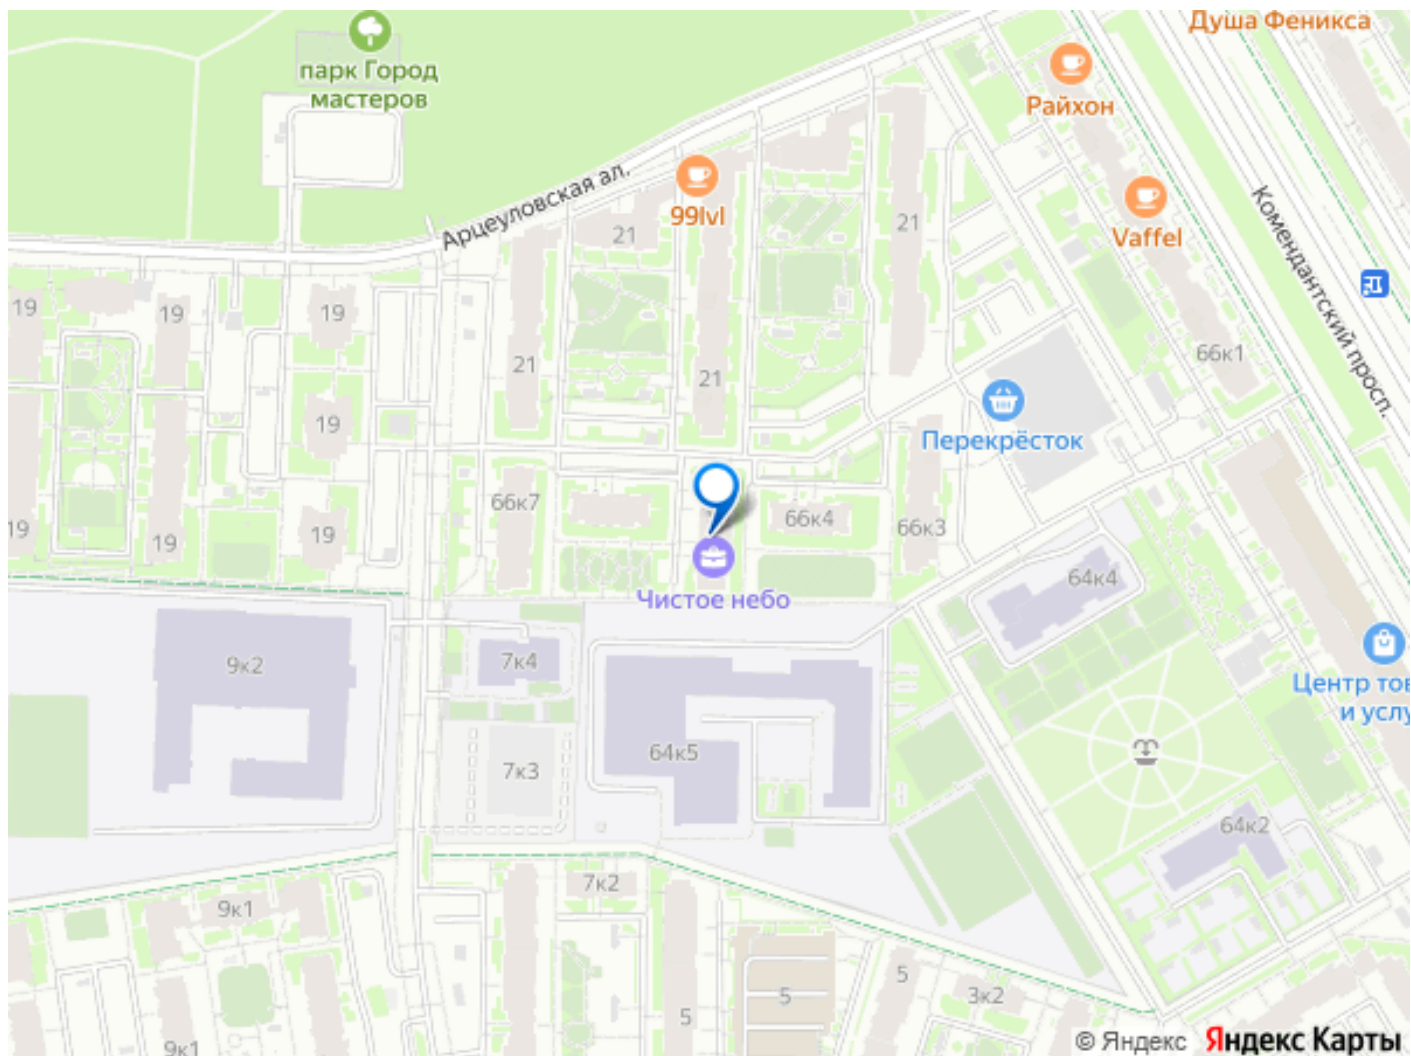 Душа Феникса
парк Город
мастеров
Райхон
Арцеуловская ал.
99lvl
21
21
Vaffel
Комендантский просп.
19
19
19
21
21
66к1
19
Перекрёсток
66к7
66к4
66к3
19
19
19
Чистое небо
64к4
9к2
7к4
Центр тов
и услу
64к5
7к3
64к2
7к2
9к1
5
5
3к2
5
9к1
© Яндекс Яндекс Карты